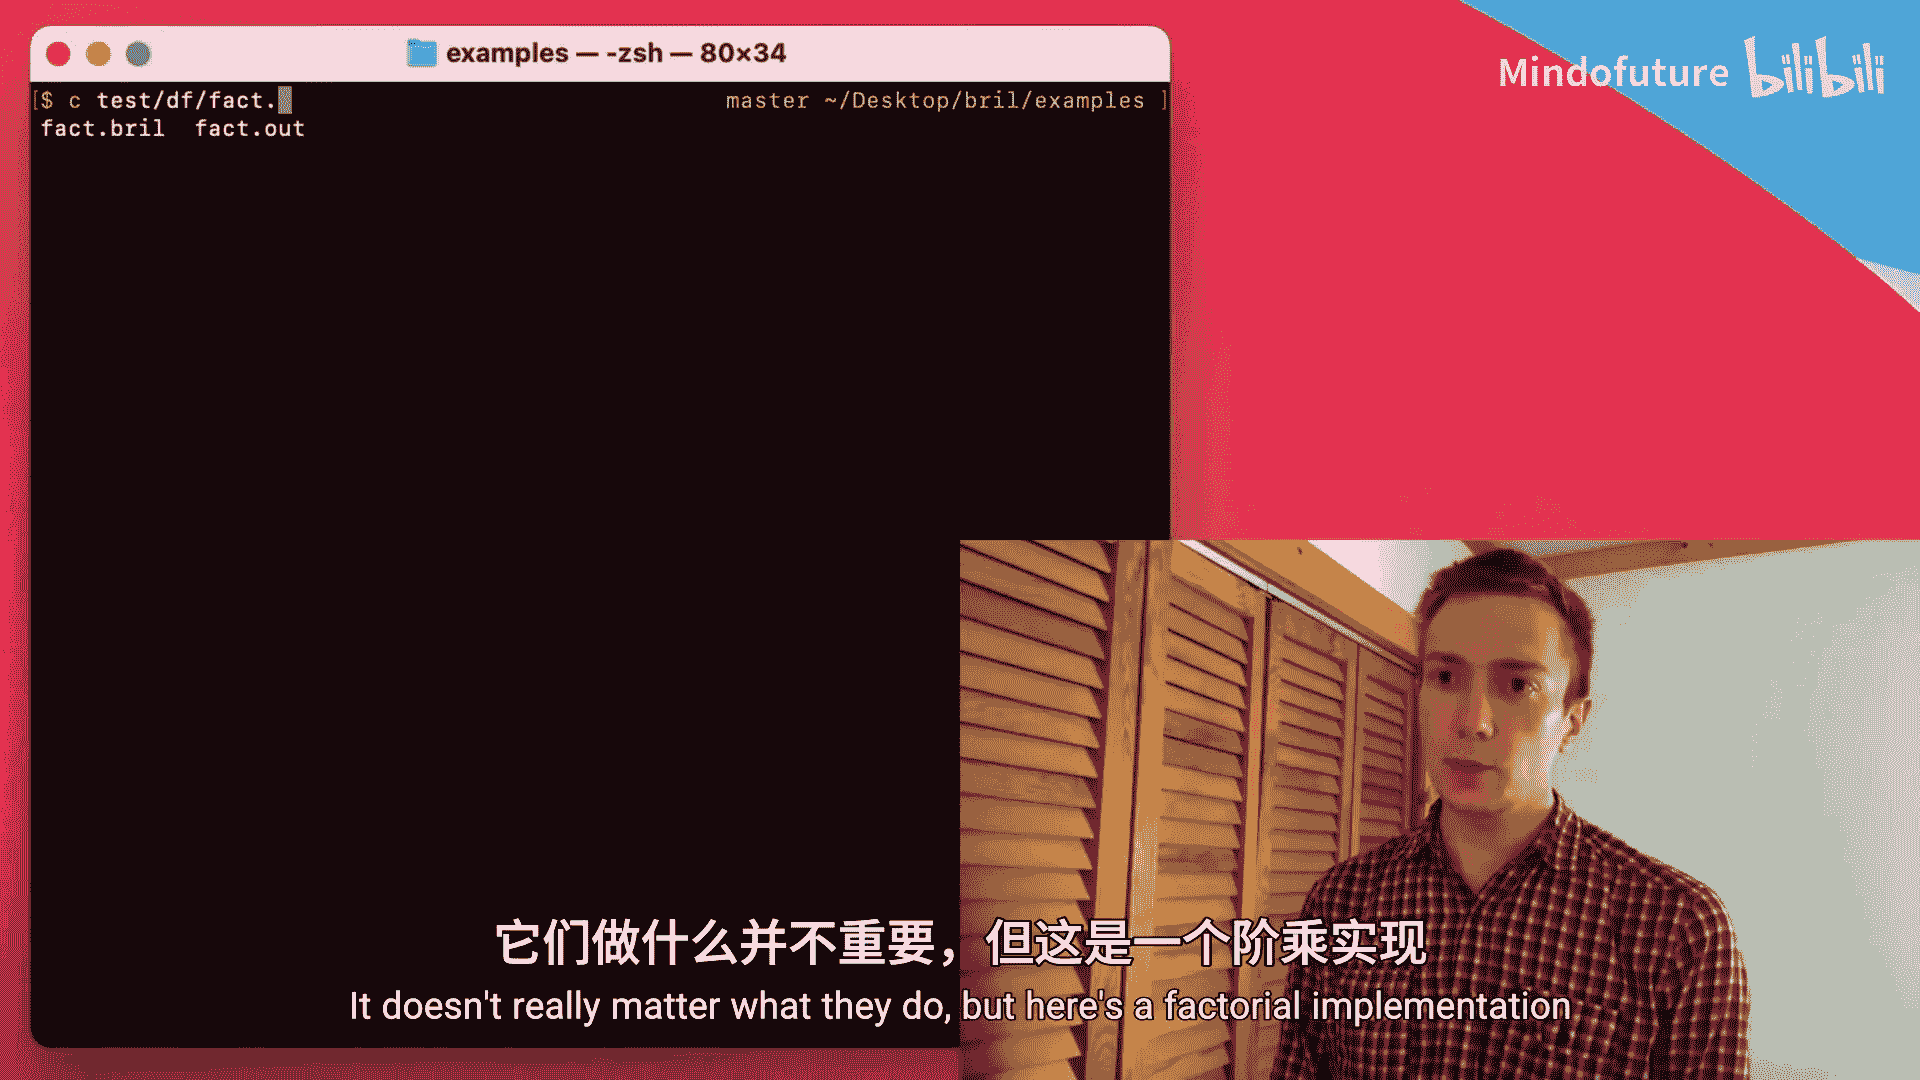 examples — -zsh — 80×34
Mindofuture bilibili
[$ c test/df/fact. master ~/Desktop/bril/examples ]
fact.bril fact.out
它们做什么并不重要，但这是一个阶乘实现
It doesn't really matter what they do, but here's a factorial implementation